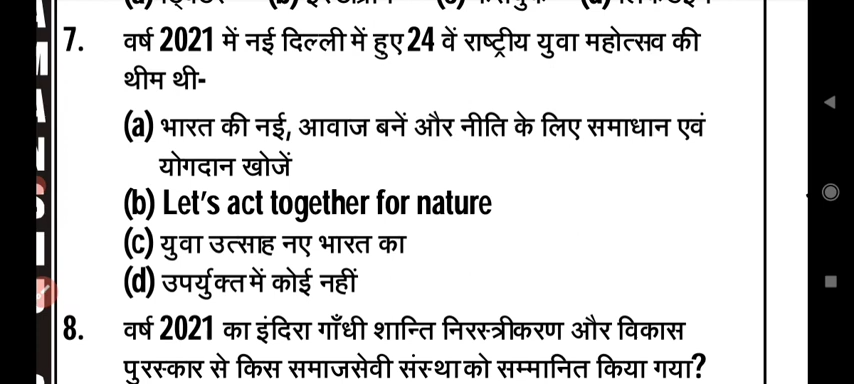 7. वर्ष 2021 में नई दिल्ली में हुए 24 वें राष्ट्रीय युवा महोत्सव की
थीम थी-
(a) भारत की नई, आवाज बनें और नीति के लिए समाधान एवं
योगदान खोजें
(b) Let's act together for nature
(c) युवा उत्साह नए भारत का
(d) उपर्युक्त में कोई नहीं
8. वर्ष 2021 का इंदिरा गाँधी शान्ति निरस्त्रीकरण और विकास
पुरस्कार से किस समाजसेवी संस्था को सम्मानित किया गया?